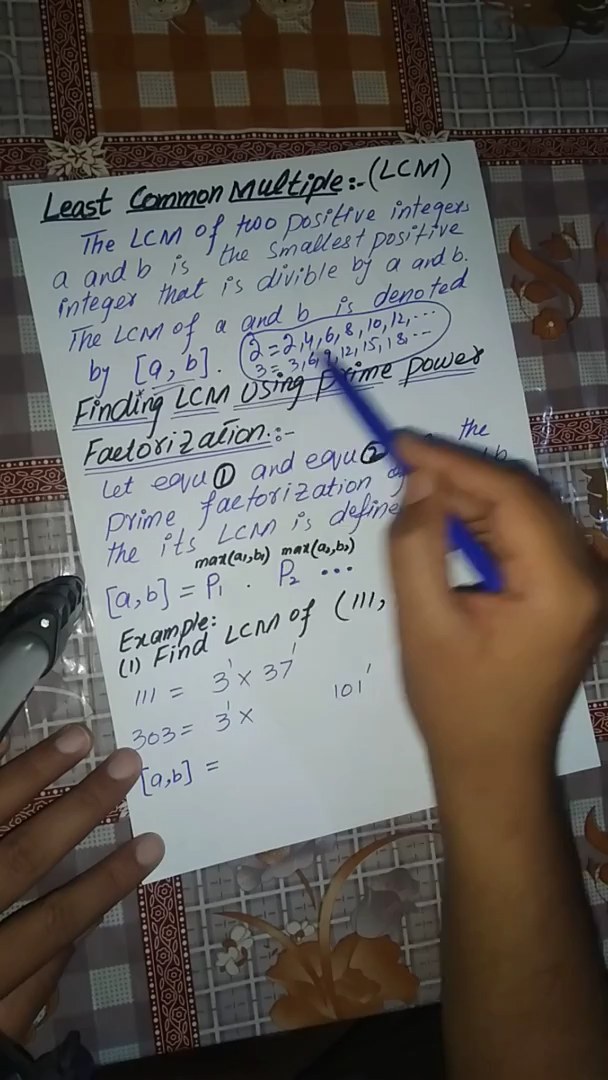 Least Common Multiple:-(LCM)
The LCM of two positive integers
a and b is the smallest positive
integer that is divisible by a and b.
The LCM of a and b is denoted
by [a, b].
2 = 2,4,6,8,10,12,...
3 = 3,6,9,12,15,18...
Finding LCM Using Prime Power
Factorization:-
Let equ① and equ② the
prime factorization
the its LCM is define
[a,b] = P₁^max(a₁,b₁) . P₂^max(a₂,b₂) ...
Example:
(1) Find LCM of (111,
111 = 3¹ × 37¹
303 = 3¹ × 101¹
[a,b] =